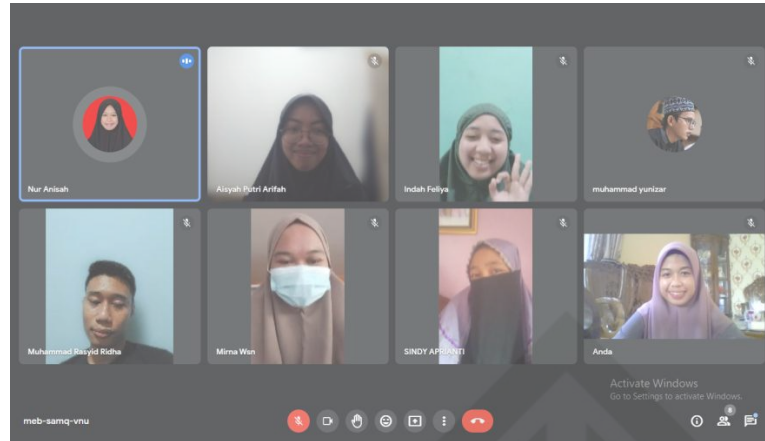 Nur Anisah
Aisyah Putri Arifah
Indah Feliya
muhammad yunizar
Muhammad Rasyid Ridha
Mirna Wsn
SINDY APRIANTI
Anda
Activate Windows
Go to Settings to activate Windows.
meb-samq-vnu
8